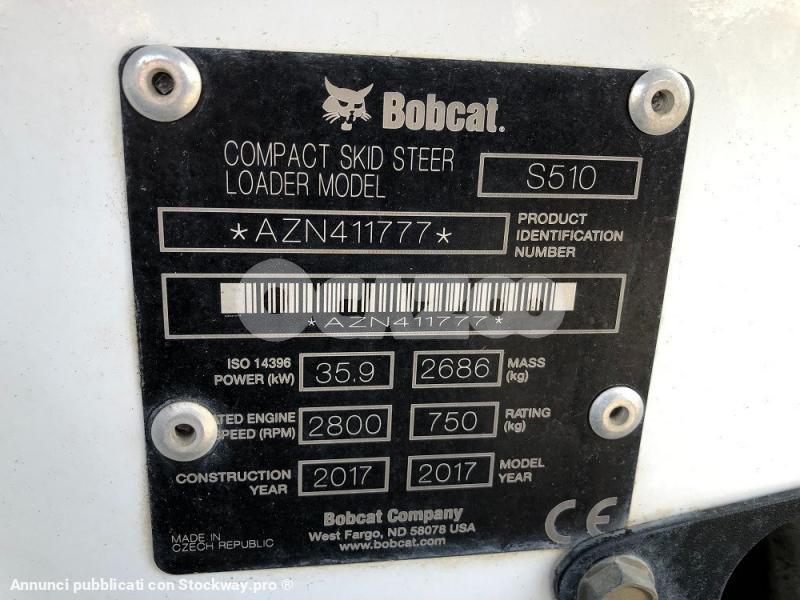 Bobcat.
COMPACT SKID STEER
LOADER MODEL
S510
*AZN411777*
PRODUCT
IDENTIFICATION
NUMBER
*AZN411777*
ISO 14396
POWER (kW)
35.9
2686
MASS
(kg)
ENGINE
(RPM)
2800
750
RATING
(kg)
CONSTRUCTION
YEAR
2017
2017
MODEL
YEAR
Bobcat Company
West Fargo, ND 58078 USA
www.bobcat.com
MADE IN
CZECH REPUBLIC
CE
Annunci pubblicati con Stockway.pro ®